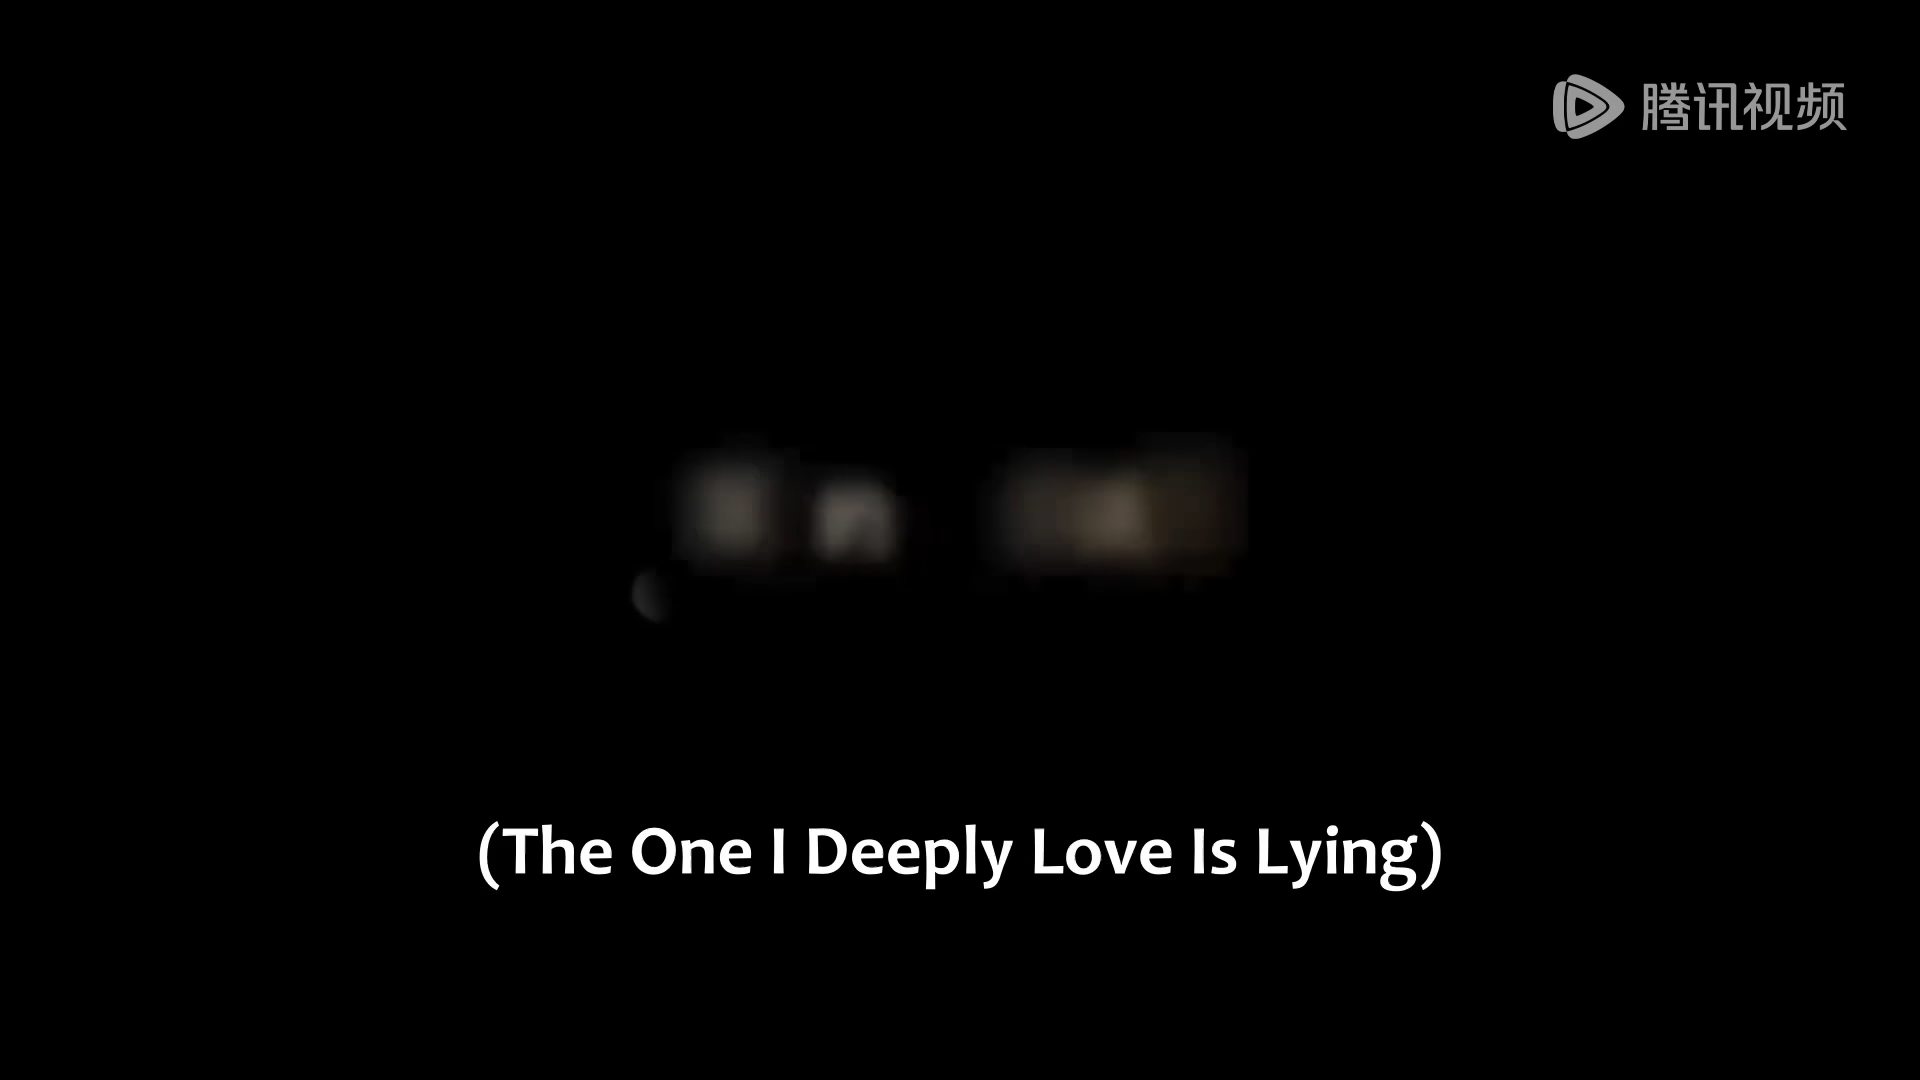 腾讯视频
(The One I Deeply Love Is Lying)